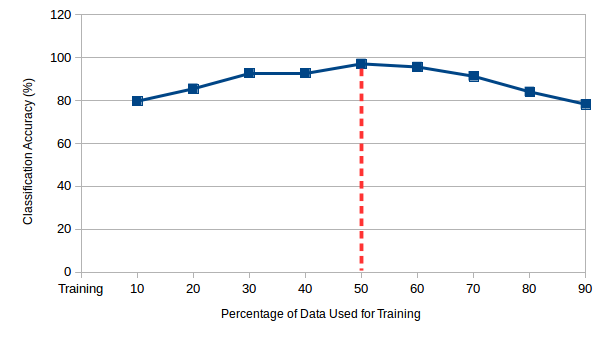 120
100
80
60
40
20
0
Classification Accuracy (%)
Training 10 20 30 40 50 60 70 80 90
Percentage of Data Used for Training